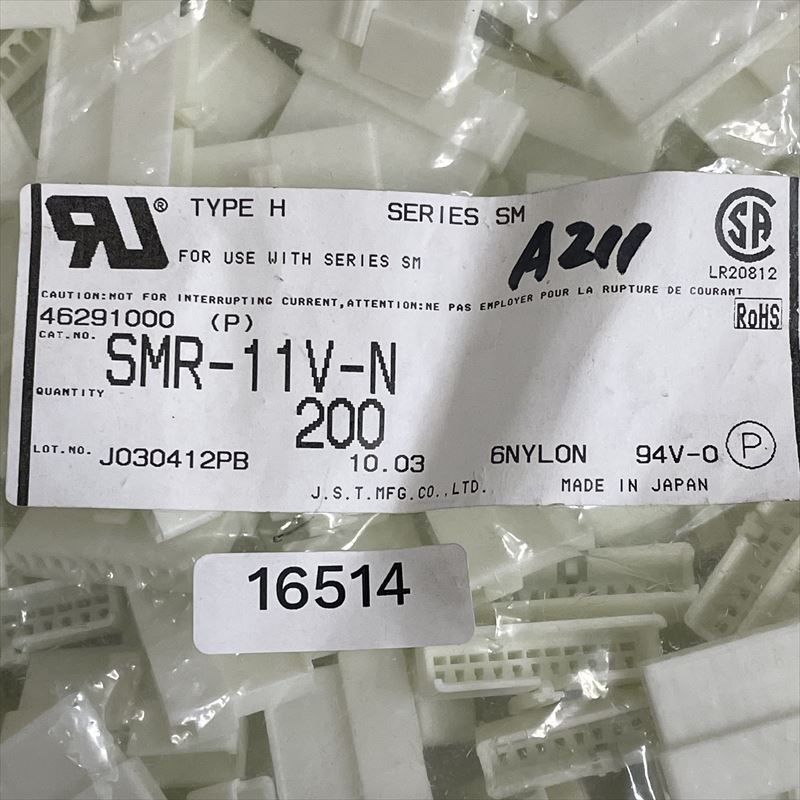 RU® TYPE H SERIES SM
A211
FOR USE WITH SERIES SM
SA
LR20812
CAUTION:NOT FOR INTERRUPTING CURRENT,ATTENTION:NE PAS EMPLOYER POUR LA RUPTURE DE COURANT
46291000 (P)
RoHS
CAT.NO. SMR-11V-N
QUANTITY 200
LOT.NO. J030412PB 10.03 6NYLON 94V-0 P
J.S.T.MFG.CO.,LTD. MADE IN JAPAN
16514